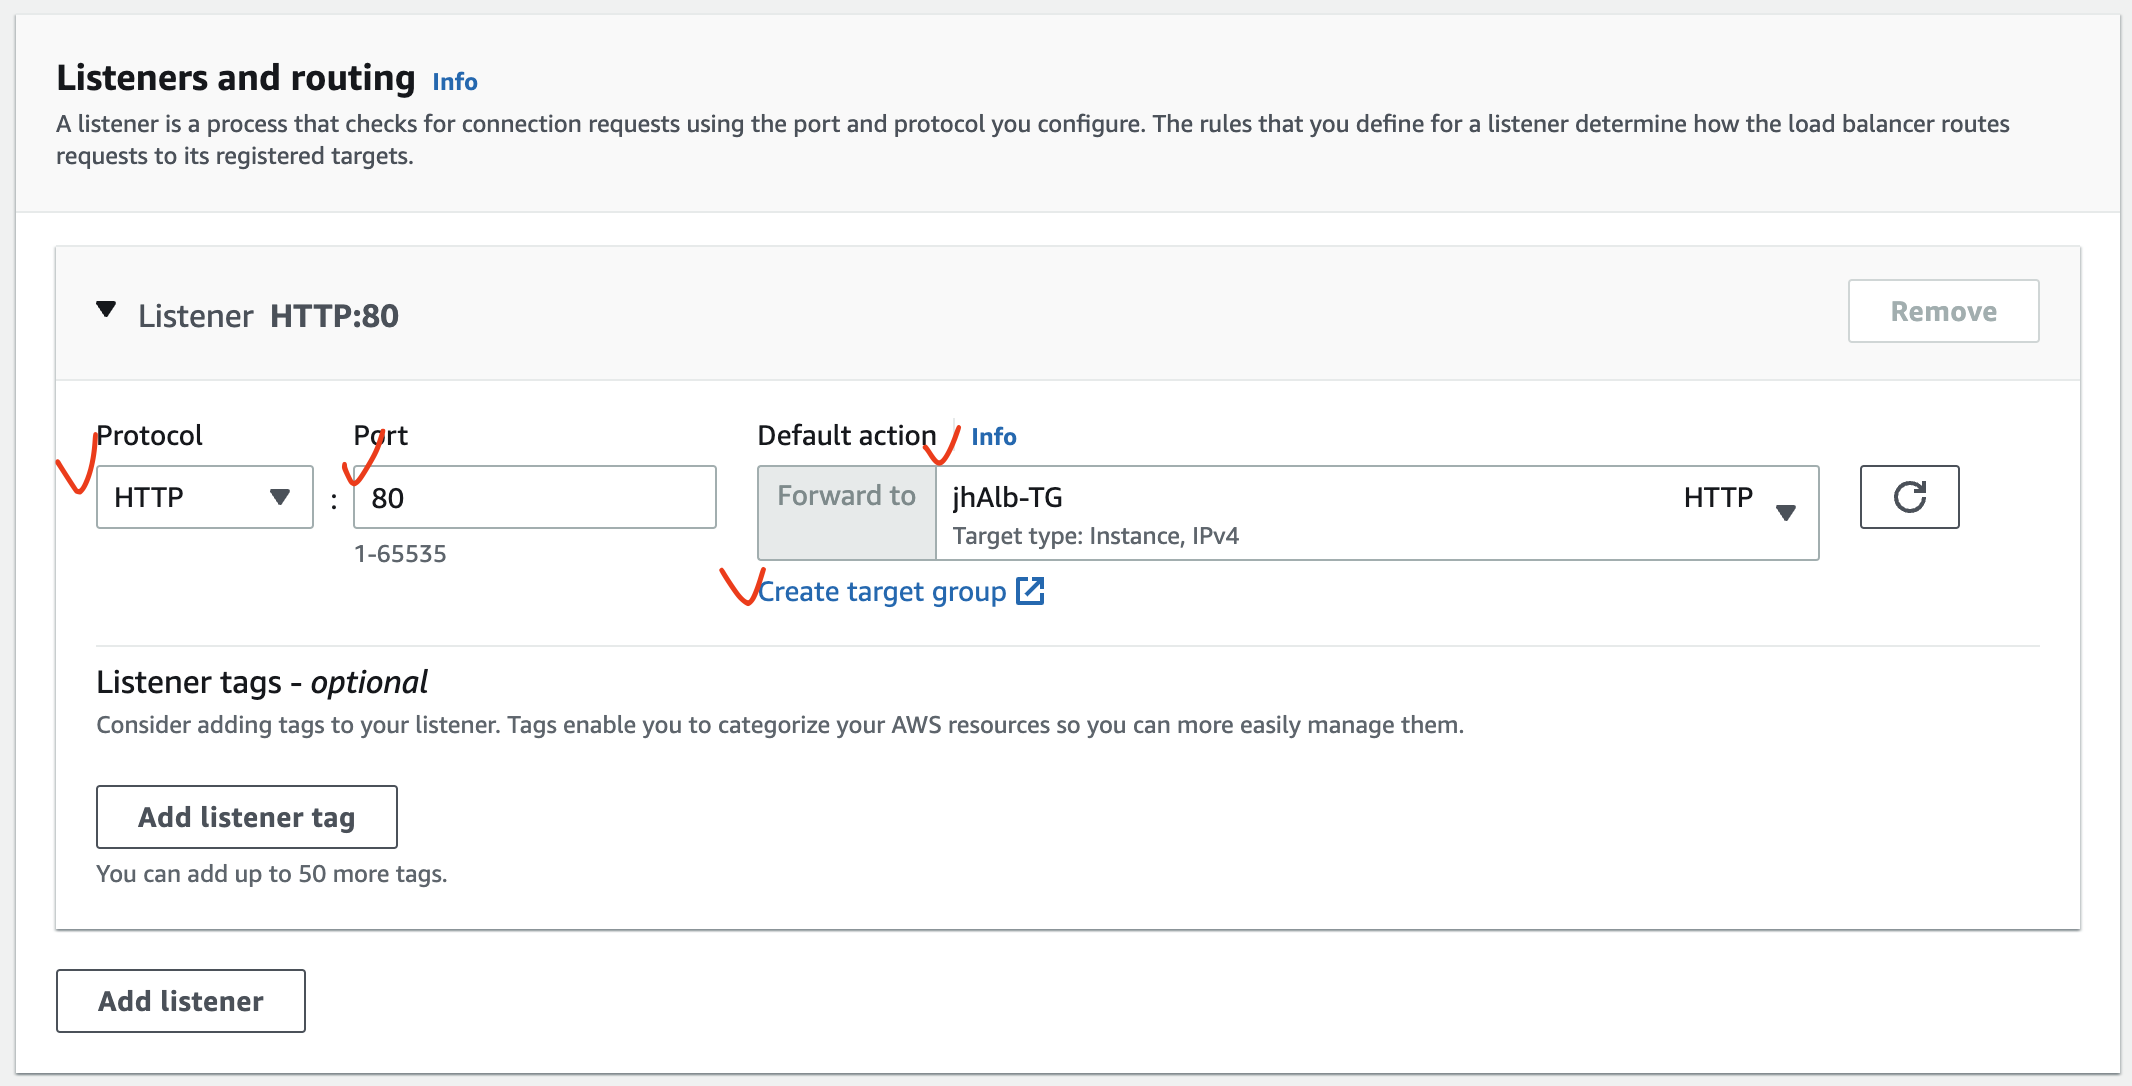 Listeners and routing Info
A listener is a process that checks for connection requests using the port and protocol you configure. The rules that you define for a listener determine how the load balancer routes
requests to its registered targets.
Listener HTTP:80
Remove
Protocol
Port
Default action Info
HTTP
:
80
Forward to
jhAlb-TG
HTTP
Target type: Instance, IPv4
1-65535
Create target group
Listener tags - optional
Consider adding tags to your listener. Tags enable you to categorize your AWS resources so you can more easily manage them.
Add listener tag
You can add up to 50 more tags.
Add listener